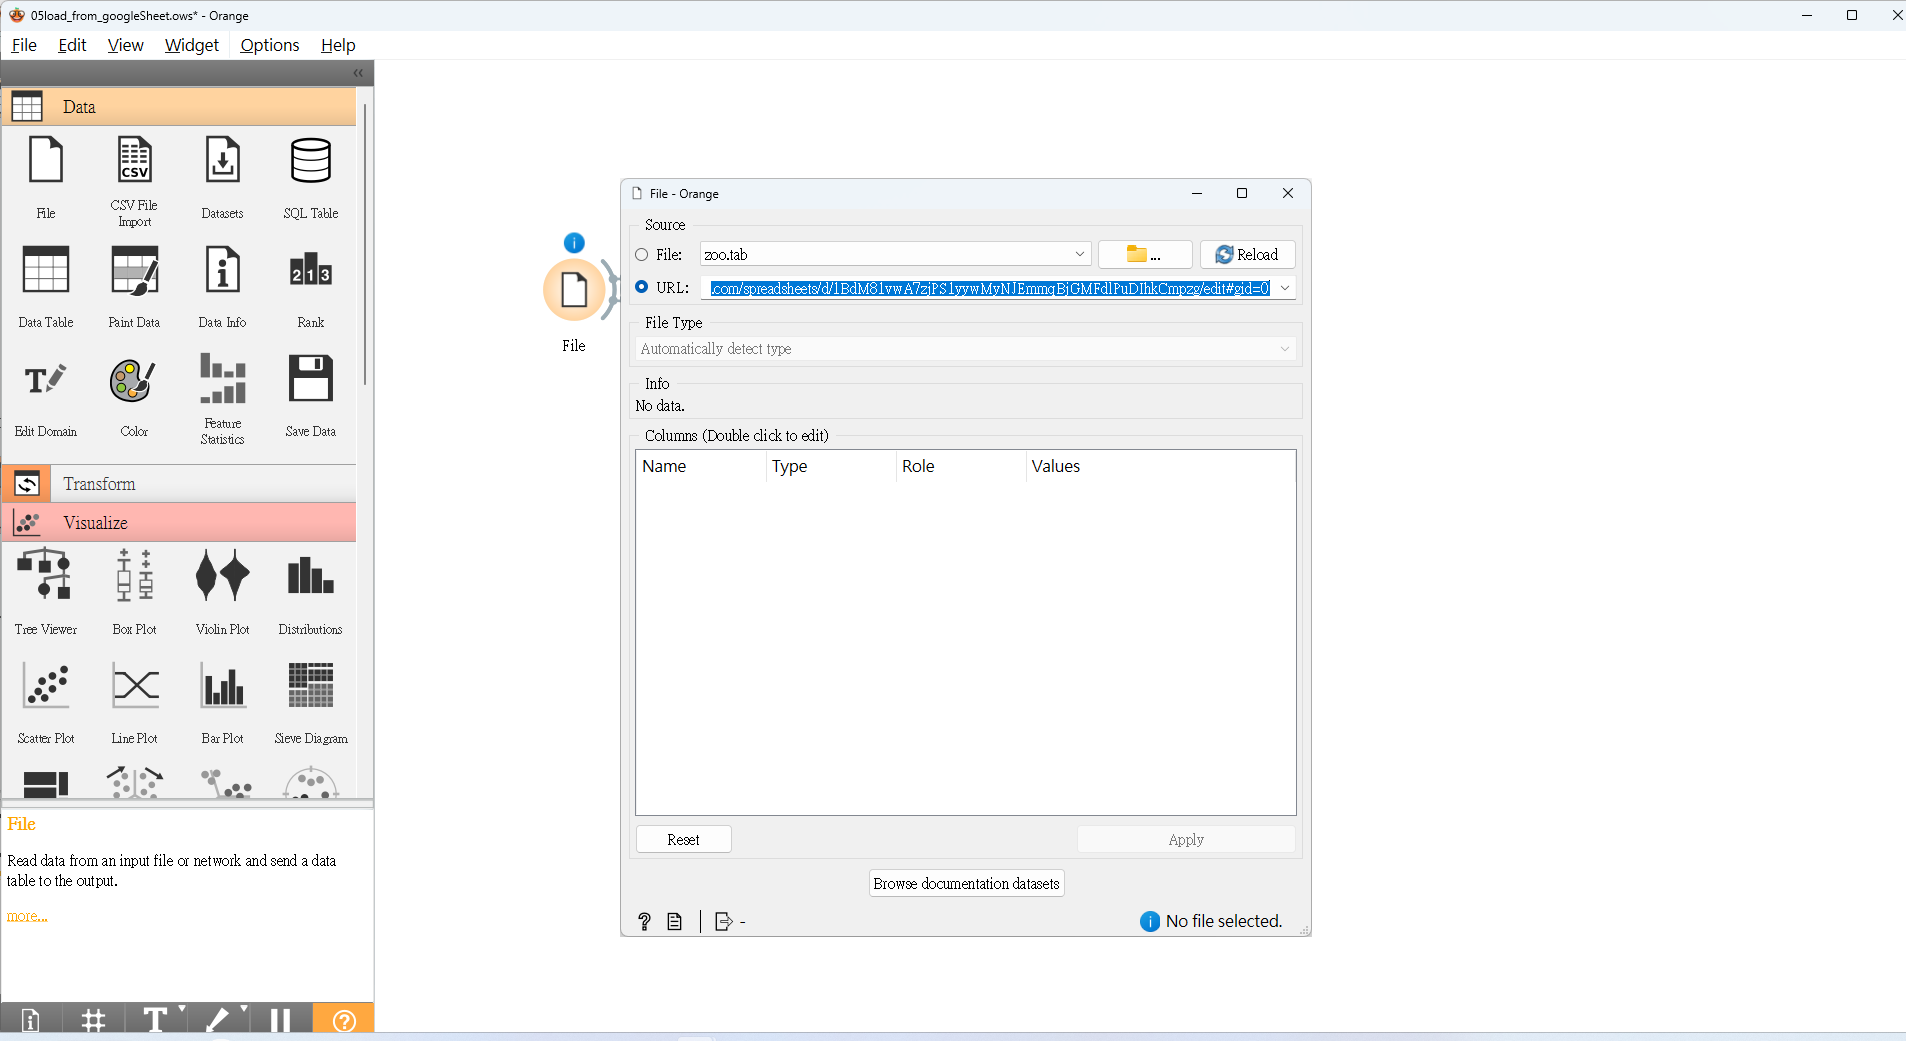 05load_from_googleSheet.ows* - Orange
File Edit View Widget Options Help
Data
File
CSV
CSV File
Import
Datasets
SQL Table
Data Table
Paint Data
Data Info
2 1 3
Rank
Edit Domain
Color
Feature
Statistics
Save Data
Transform
Visualize
Tree Viewer
Box Plot
Violin Plot
Distributions
Scatter Plot
Line Plot
Bar Plot
Sieve Diagram
File
Read data from an input file or network and send a data
table to the output.
more...
File
File - Orange
Source
File: zoo.tab ... Reload
URL: .com/spreadsheets/d/1BdM81vwA7zjPS1yywMyNJEmmqBjGMFdlPuDIhkCmpzg/edit#gid=0
File Type
Automatically detect type
Info
No data.
Columns (Double click to edit)
Name Type Role Values
Reset Apply
Browse documentation datasets
? - No file selected.